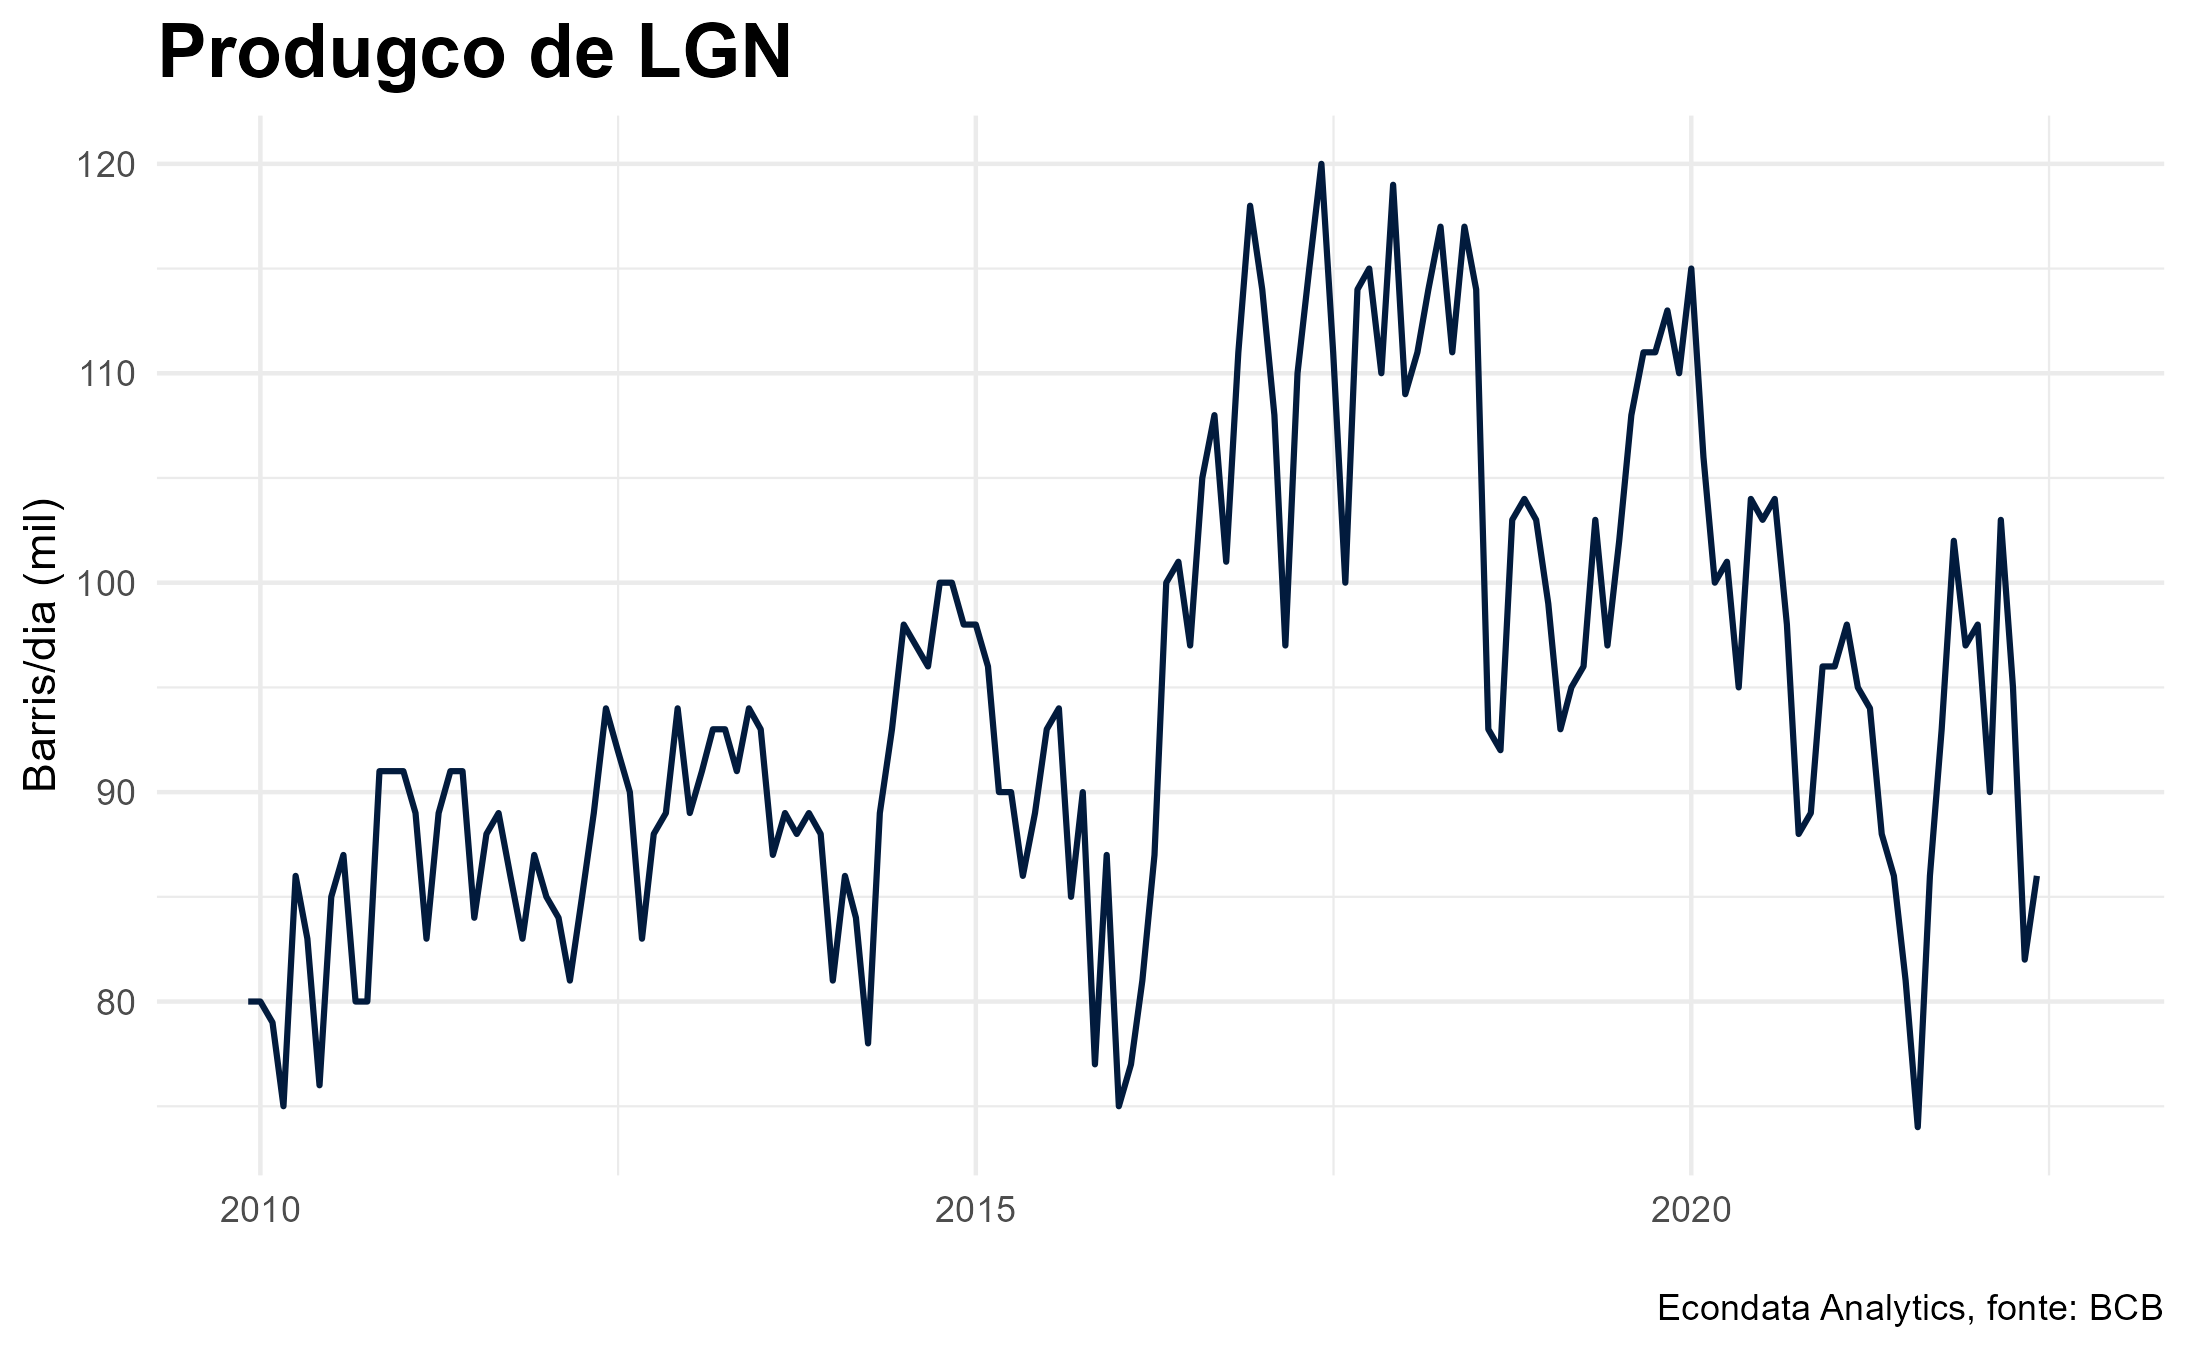 Produgco de LGN
Barris/dia (mil)
120
110
100
90
80
2010
2015
2020
Econdata Analytics, fonte: BCB